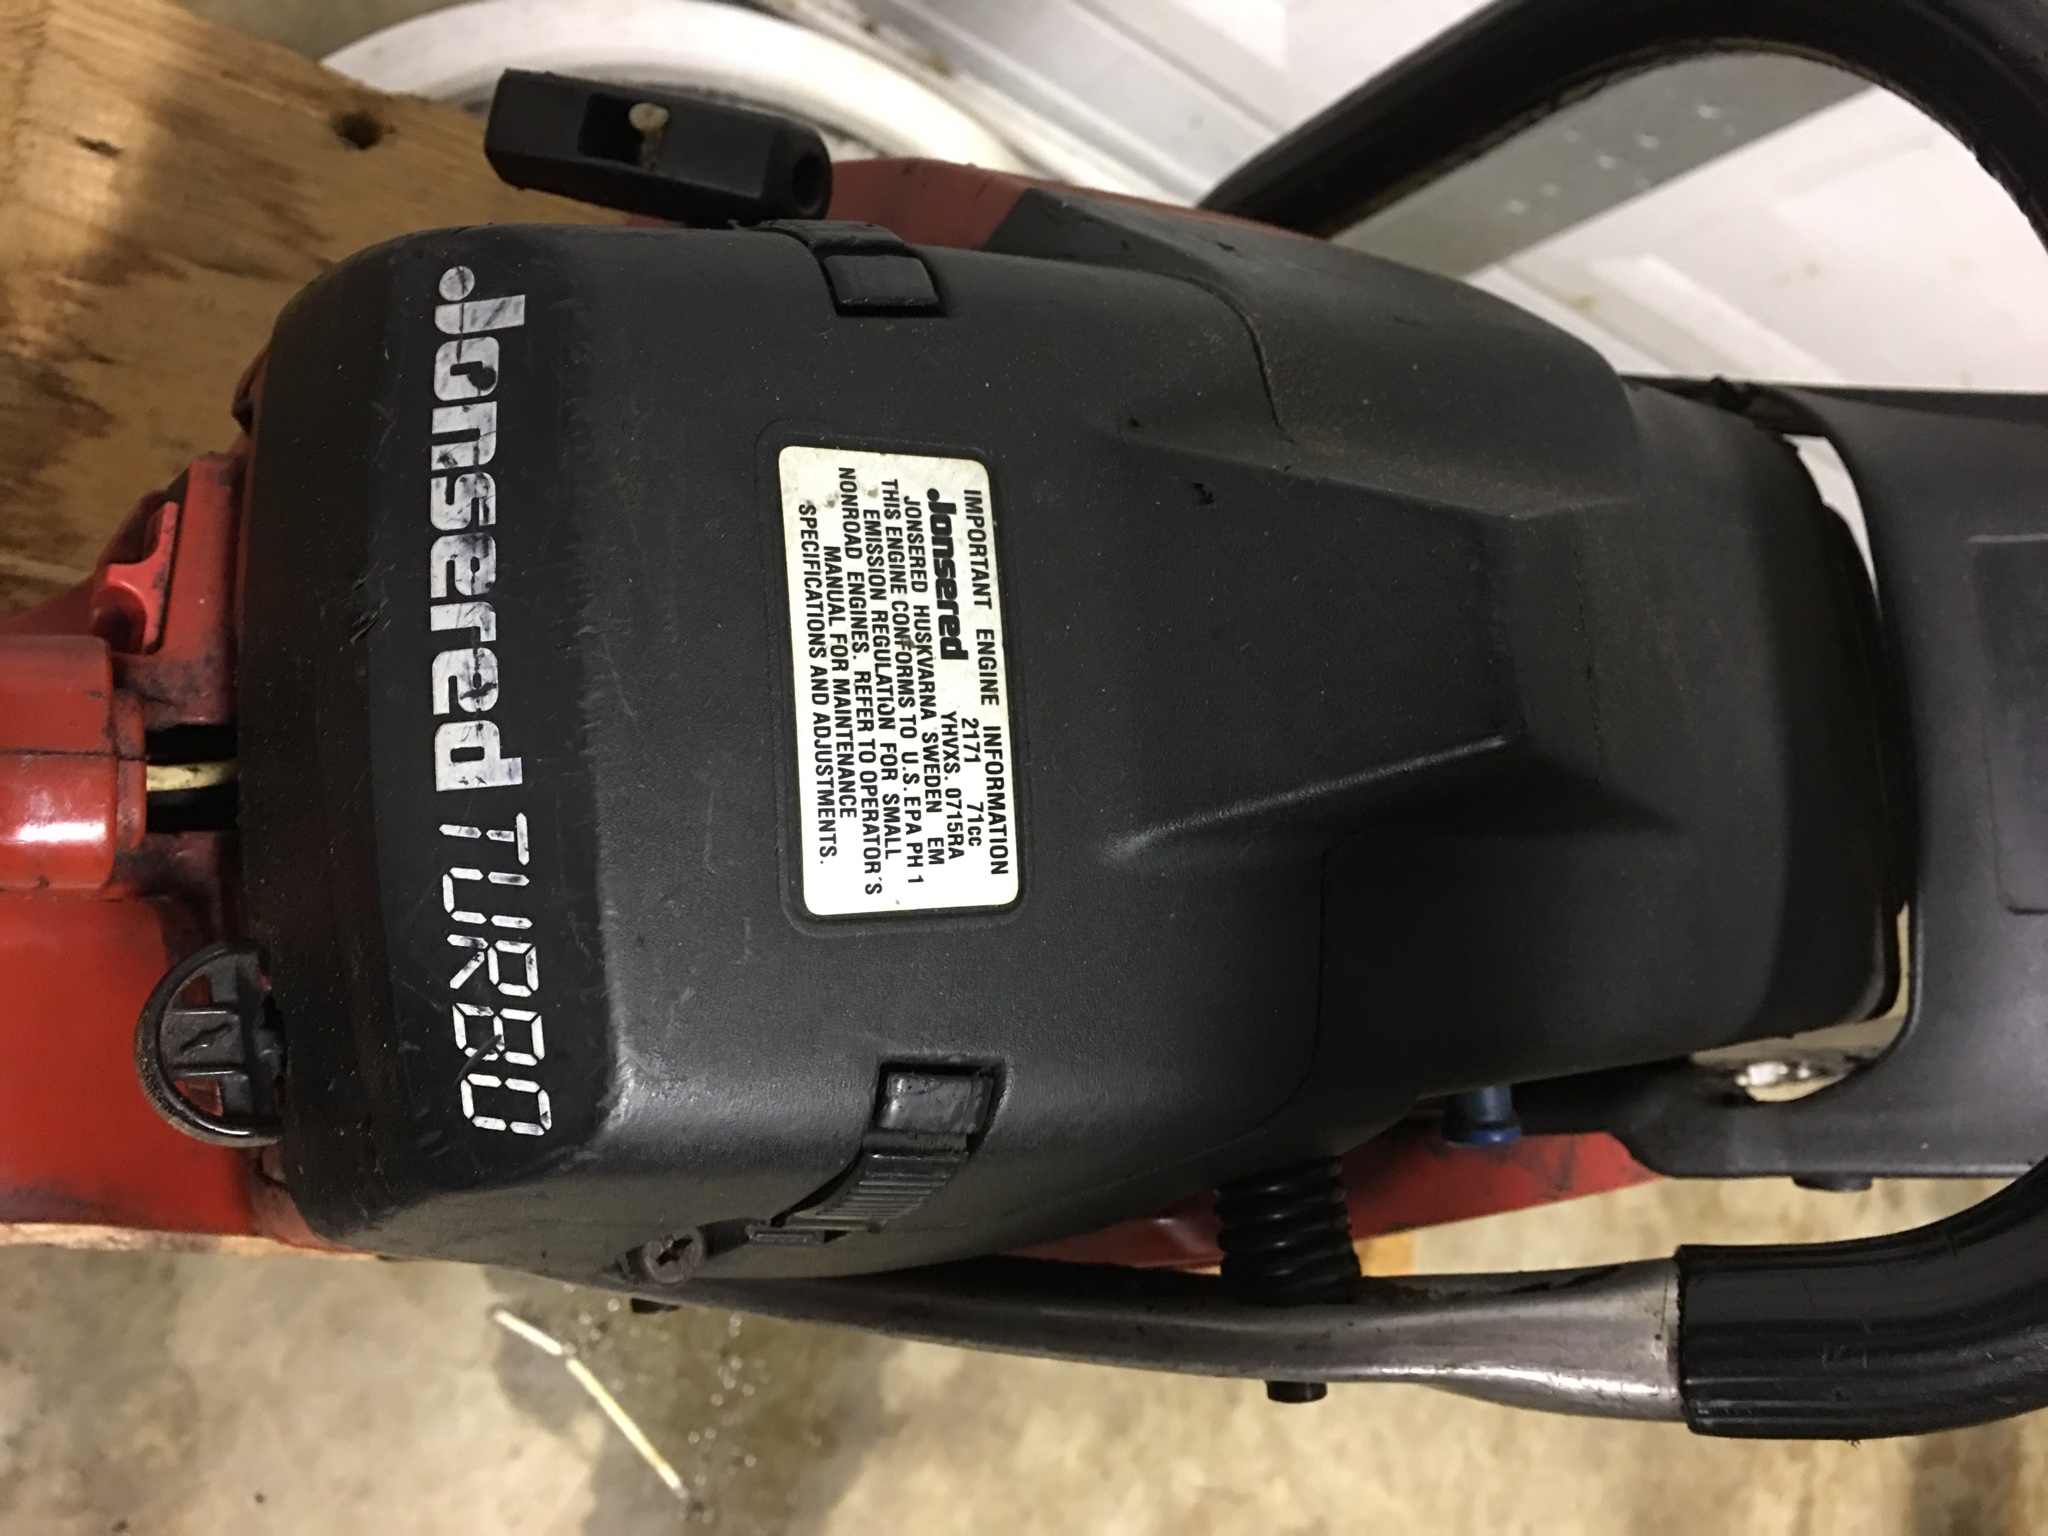 Jonsered TURBO
IMPORTANT ENGINE INFORMATION
Jonsered 2171 71cc
YHVXS. 0715RA
JONSERED HUSKVARNA SWEDEN EM
THIS ENGINE CONFORMS TO U.S. EPA PH 1
EMISSION REGULATION FOR SMALL
NONROAD ENGINES. REFER TO OPERATOR´S
MANUAL FOR MAINTENANCE
SPECIFICATIONS AND ADJUSTMENTS.